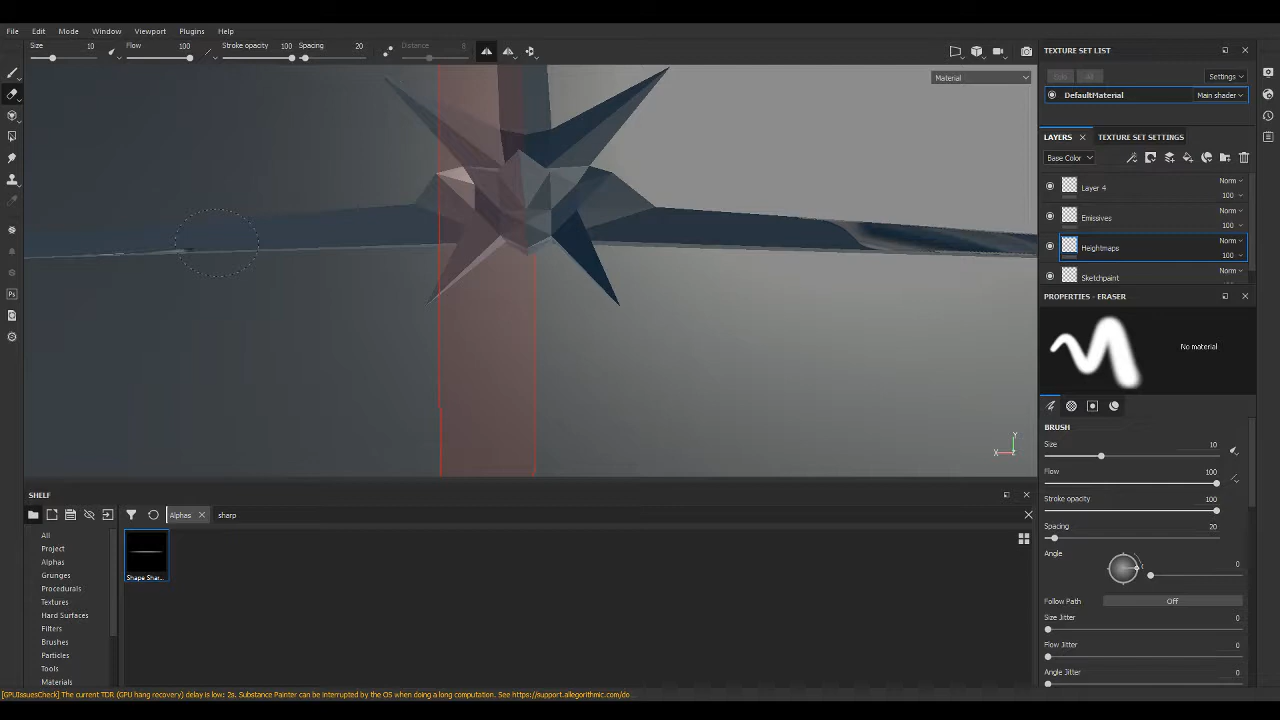 File Edit Mode Window Viewport Plugins Help
Size 10 Flow 100 Stroke opacity 100 Spacing 20 Distance 8
Material
TEXTURE SET LIST
Solo All Settings
DefaultMaterial Main shader
LAYERS TEXTURE SET SETTINGS
Base Color
Norm
Layer 4 100
Norm
Emissives 100
Norm
Heightmaps 100
Norm
Sketchpaint
PROPERTIES - ERASER
No material
BRUSH
Size 10
Flow 100
Stroke opacity 100
Spacing 20
Angle 0
Follow Path Off
Size Jitter 0
Flow Jitter 0
Angle Jitter 0
Y
X Z
SHELF
Alphas sharp
All
Project
Alphas
Grunges
Procedurals
Textures
Hard Surfaces
Filters
Brushes
Particles
Tools
Materials
Shape Shar...
[GPUIssuesCheck] The current TDR (GPU hang recovery) delay is low: 2s. Substance Painter can be interrupted by the OS when doing a long computation. See https://support.allegorithmic.com/do...